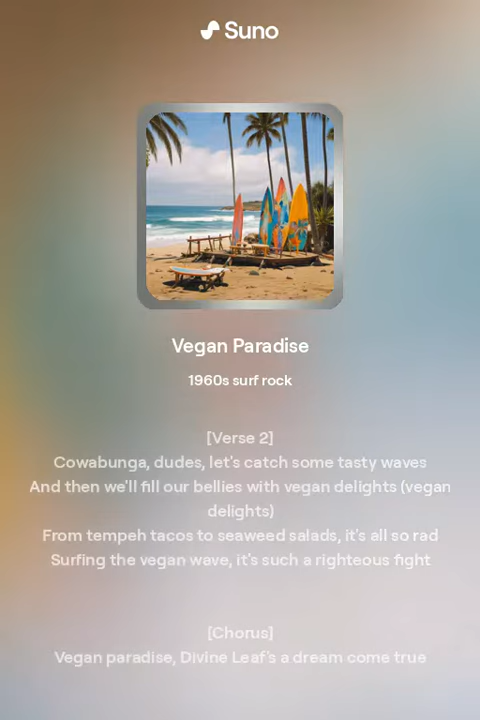 Suno
Vegan Paradise
1960s surf rock
[Verse 2]
Cowabunga, dudes, let's catch some tasty waves
And then we'll fill our bellies with vegan delights (vegan
delights)
From tempeh tacos to seaweed salads, it's all so rad
Surfing the vegan wave, it's such a righteous fight
[Chorus]
Vegan paradise, Divine Leaf's a dream come true